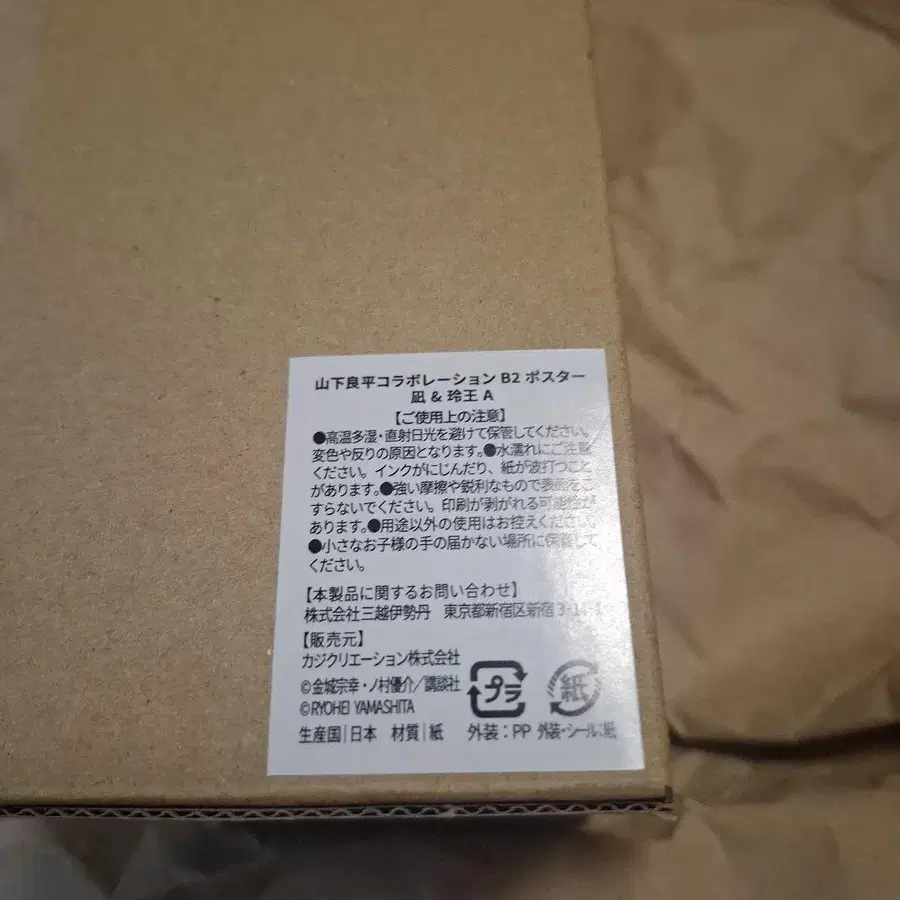 山下良平コラボレーション B2 ポスター
凪 & 玲王 A
【ご使用上の注意】
●高温多湿・直射日光を避けて保管してください。
変色や反りの原因となります。●水濡れにご注意
ください。インクがにじんだり、紙が波打つこと
があります。●強い摩擦や鋭利なもので表面をこ
すらないでください。印刷が剥がれる可能性が
あります。●用途以外の使用はお控えください。
●小さなお子様の手の届かない場所に保管して
ください。
【本製品に関するお問い合わせ】
株式会社三越伊勢丹 東京都新宿区新宿 3-14-1
【販売元】
カジクリエーション株式会社
©金城宗幸・ノ村優介/講談社
©RYOHEI YAMASHITA
プラ
紙
生産国|日本 材質|紙 外装:PP 外装・シール:紙